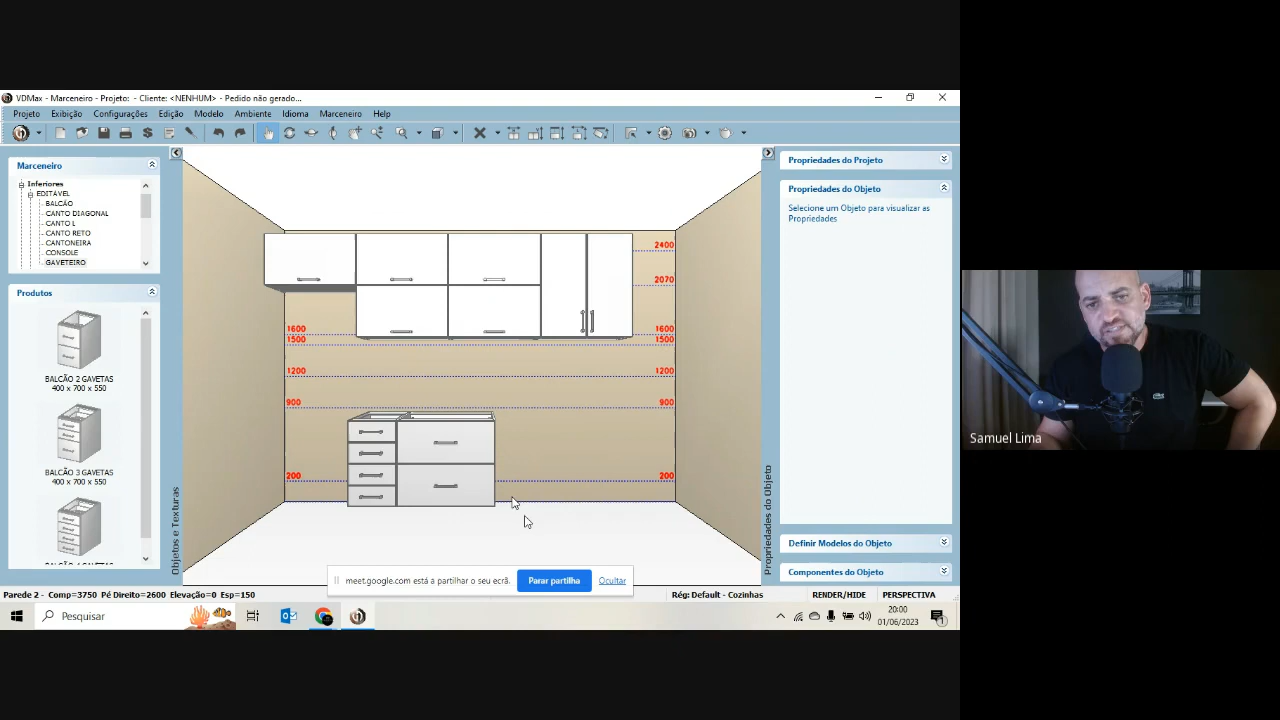 VDMax - Marceneiro - Projeto: - Cliente: <NENHUM> - Pedido não gerado...
Projeto Exibição Configurações Edição Modelo Ambiente Idioma Marceneiro Help
Marceneiro
Inferiores
EDITÁVEL
BALCÃO
CANTO DIAGONAL
CANTO L
CANTO RETO
CANTONEIRA
CONSOLE
GAVETEIRO
Produtos
BALCÃO 2 GAVETAS
400 x 700 x 550
BALCÃO 3 GAVETAS
400 x 700 x 550
Objetos e Texturas
2400
2070
1600 1600
1500 1500
1200 1200
900 900
200 200
Propriedades do Objeto
Propriedades do Projeto
Propriedades do Objeto
Selecione um Objeto para visualizar as
Propriedades
Definir Modelos do Objeto
Componentes do Objeto
meet.google.com está a partilhar o seu ecrã. Parar partilha Ocultar
Parede 2 - Comp=3750 Pé Direito=2600 Elevação=0 Esp=150 Rég: Default - Cozinhas RENDER/HIDE PERSPECTIVA
Pesquisar
20:00
01/06/2023
Samuel Lima